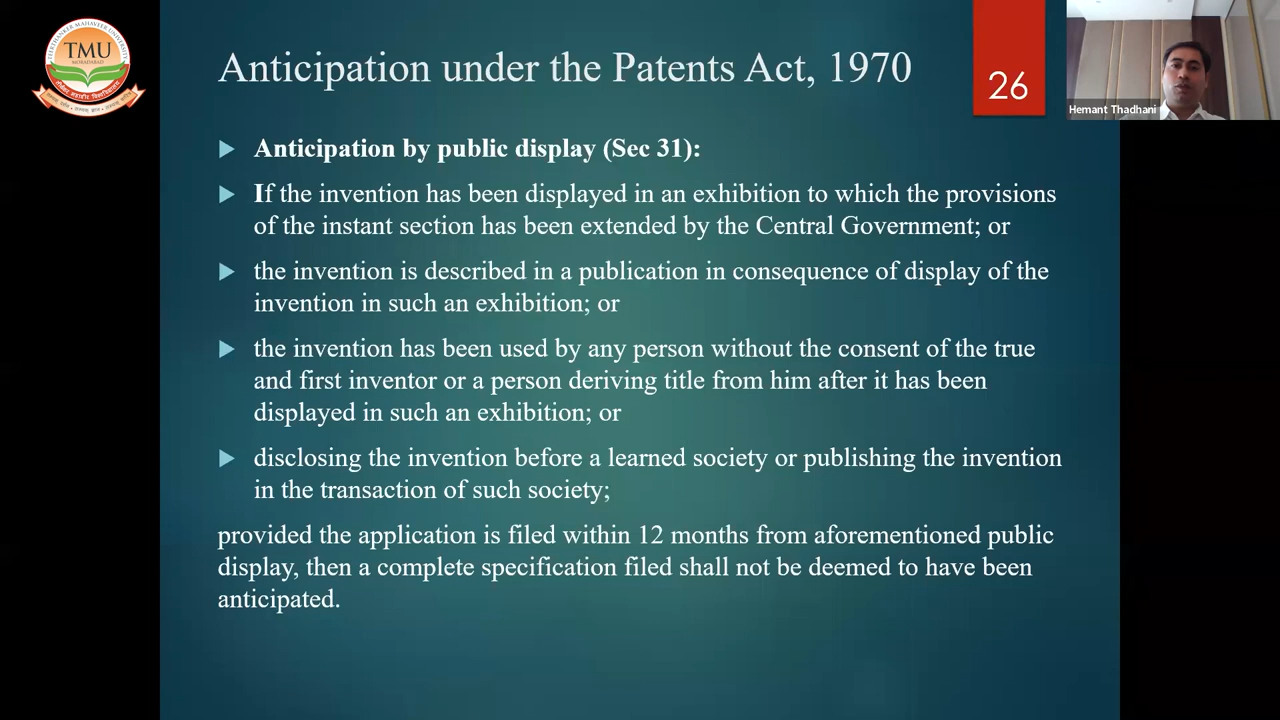 TEERTHANKER MAHAVEER UNIVERSITY
TMU
MORADABAD
Anticipation under the Patents Act, 1970
26
Hemant Thadhani
Anticipation by public display (Sec 31):
If the invention has been displayed in an exhibition to which the provisions
of the instant section has been extended by the Central Government; or
the invention is described in a publication in consequence of display of the
invention in such an exhibition; or
the invention has been used by any person without the consent of the true
and first inventor or a person deriving title from him after it has been
displayed in such an exhibition; or
disclosing the invention before a learned society or publishing the invention
in the transaction of such society;
provided the application is filed within 12 months from aforementioned public
display, then a complete specification filed shall not be deemed to have been
anticipated.